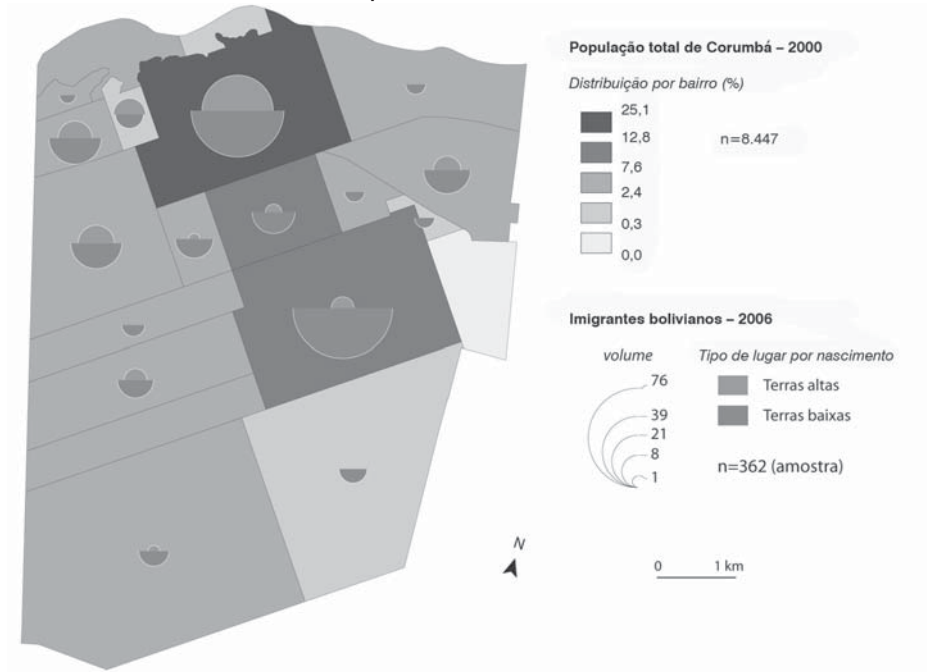 População total de Corumbá – 2000
Distribuição por bairro (%)
25,1
12,8
7,6
2,4
0,3
0,0
n=8.447
Imigrantes bolivianos – 2006
volume
76
39
21
8
1
Tipo de lugar por nascimento
Terras altas
Terras baixas
n=362 (amostra)
N
0 1 km